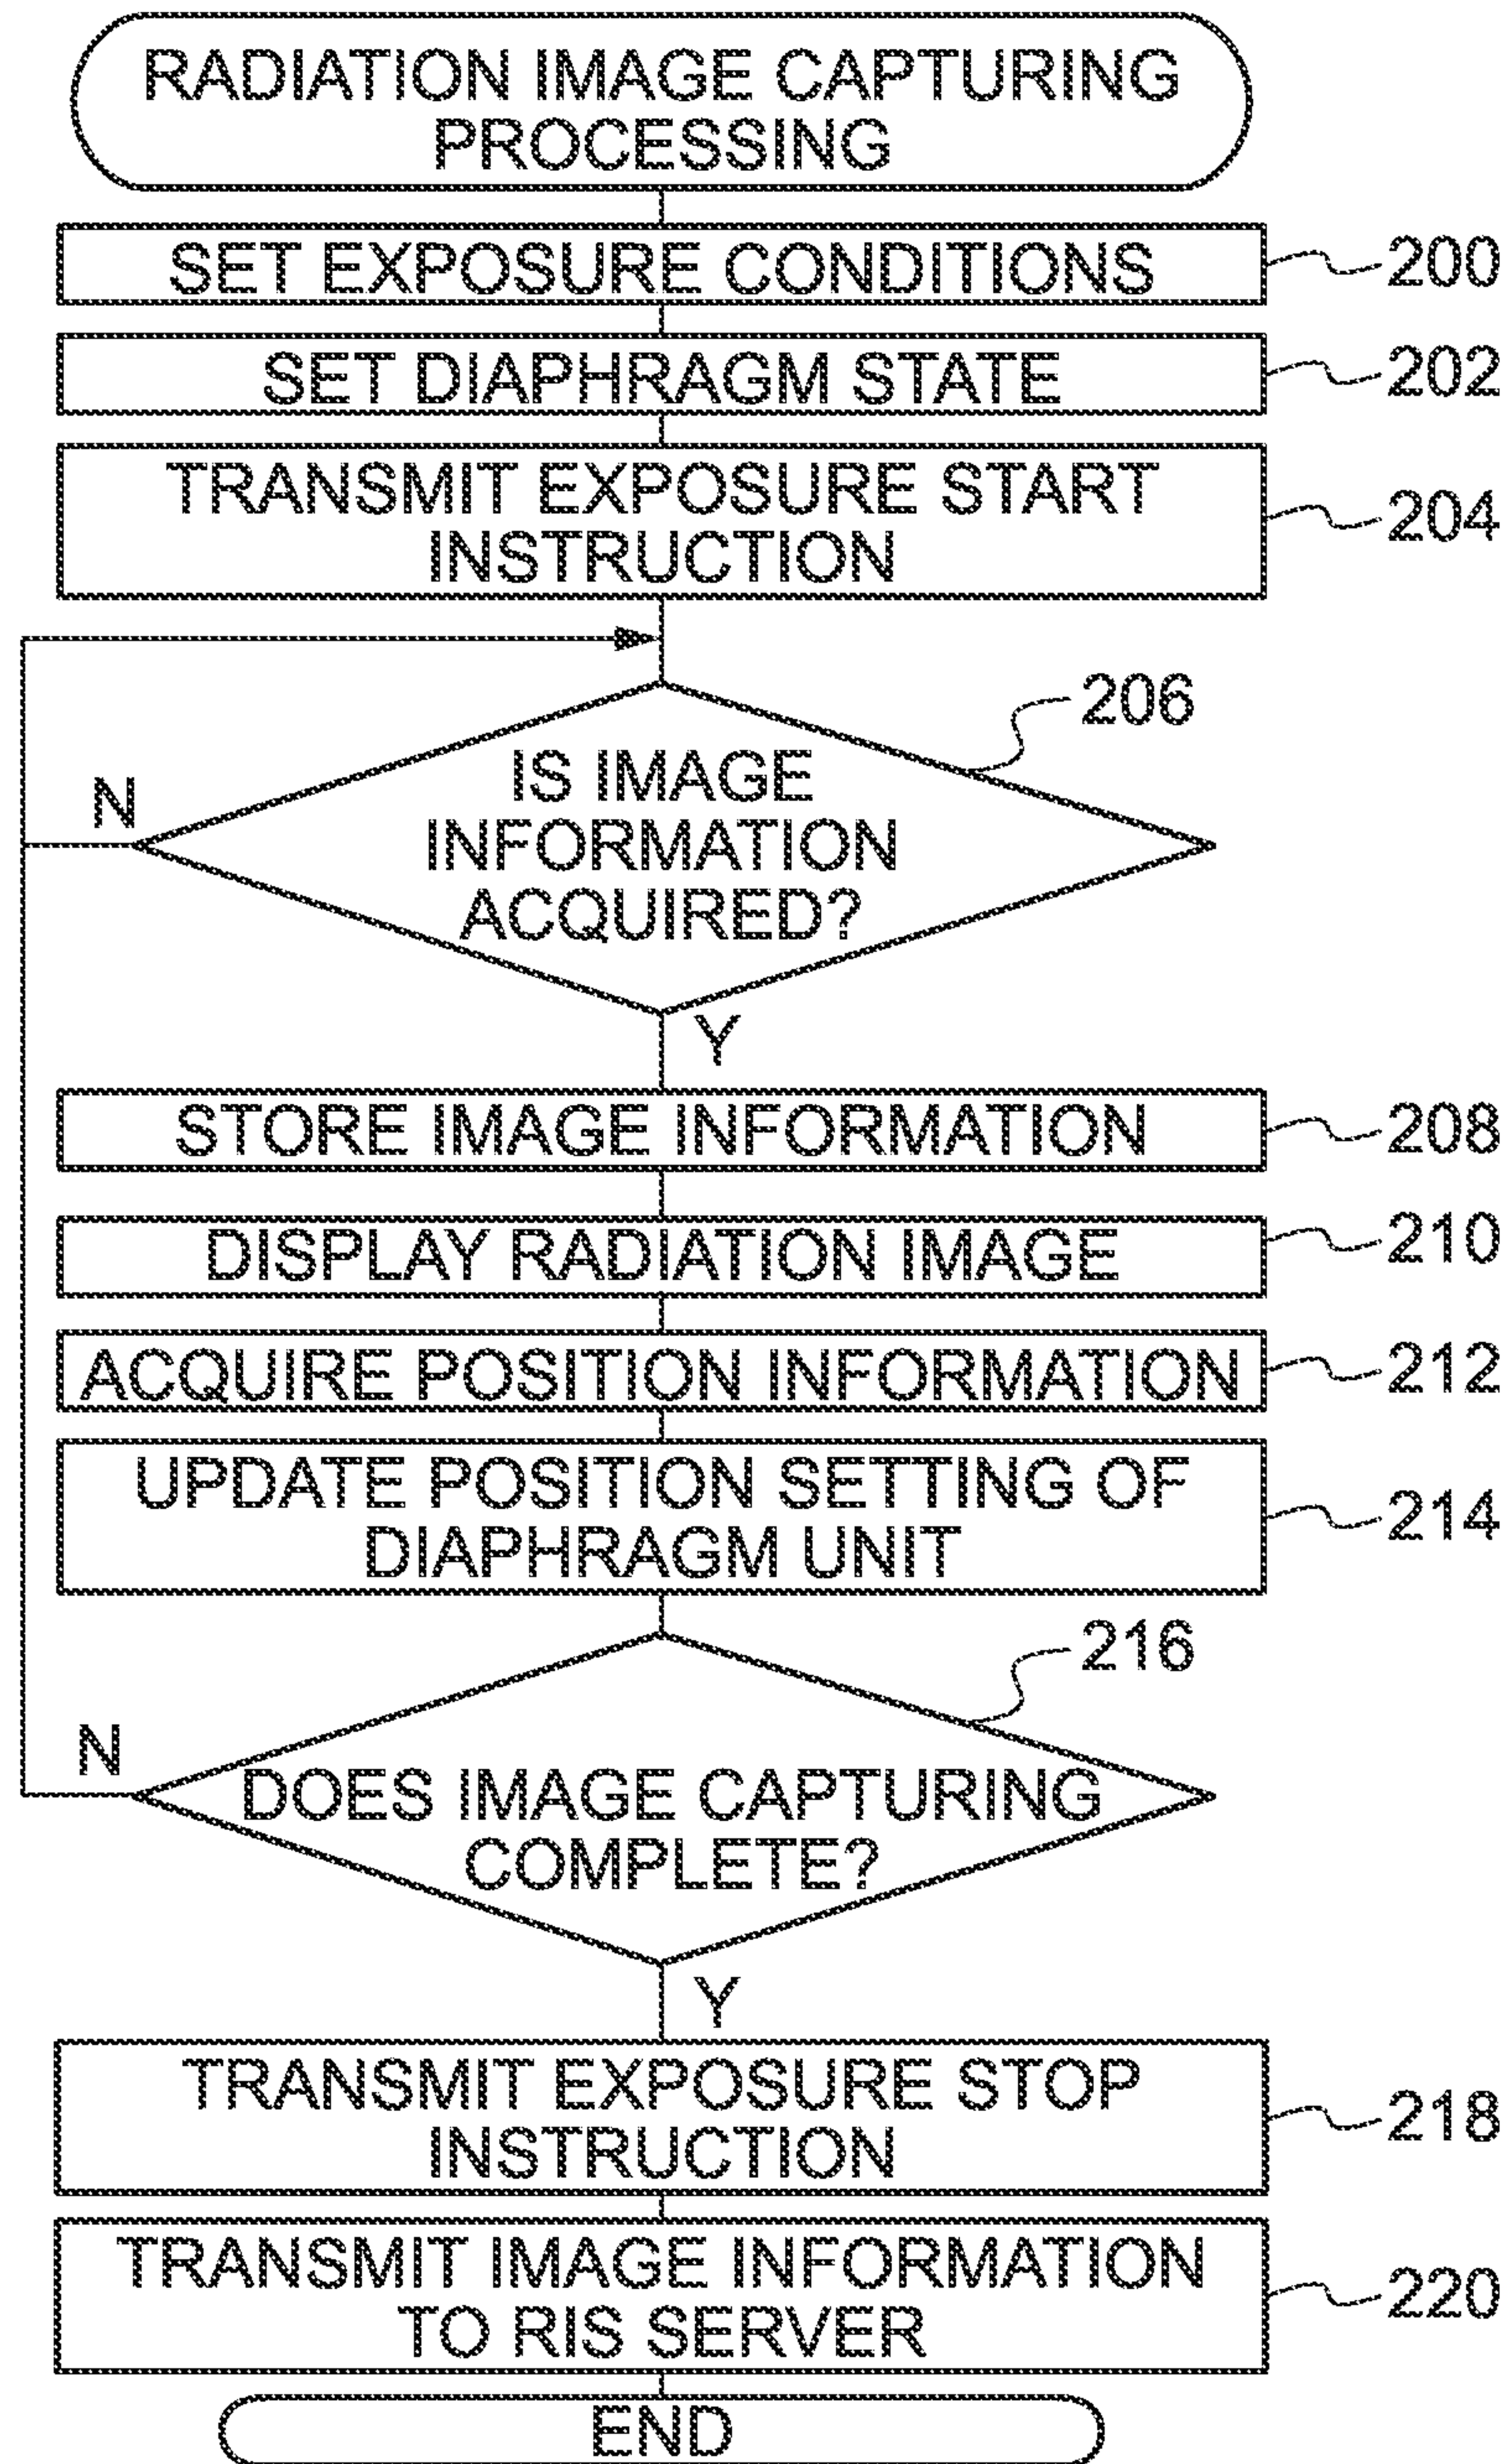 RADIATION IMAGE CAPTURING
PROCESSING
SET EXPOSURE CONDITIONS
200
SET DIAPHRAGM STATE
202
TRANSMIT EXPOSURE START
INSTRUCTION
204
206
IS IMAGE
INFORMATION
ACQUIRED?
N
Y
STORE IMAGE INFORMATION
208
DISPLAY RADIATION IMAGE
210
ACQUIRE POSITION INFORMATION
212
UPDATE POSITION SETTING OF
DIAPHRAGM UNIT
214
216
N
DOES IMAGE CAPTURING
COMPLETE?
Y
TRANSMIT EXPOSURE STOP
INSTRUCTION
218
TRANSMIT IMAGE INFORMATION
TO RIS SERVER
220
END